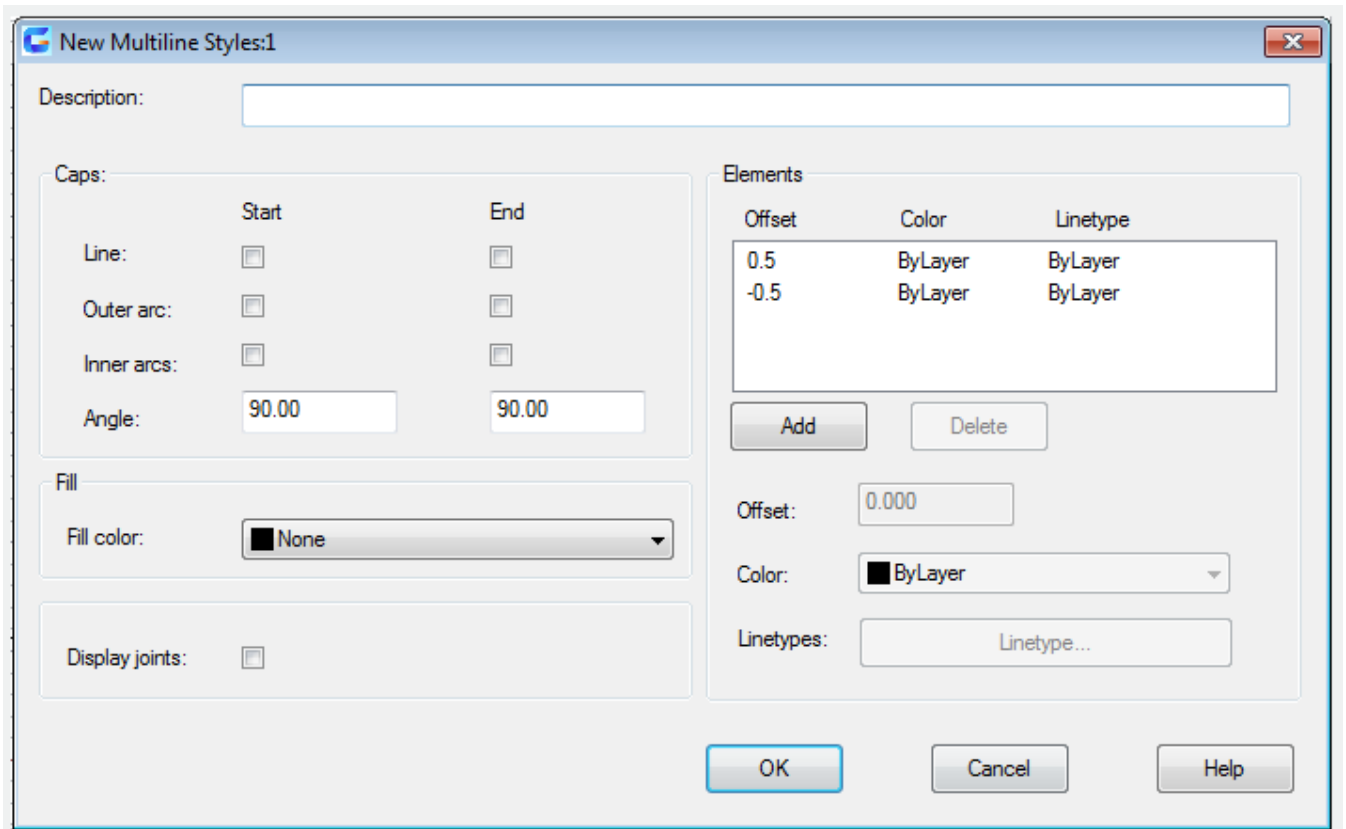 New Multiline Styles:1
Description:
Caps:
Start End
Line:
Outer arc:
Inner arcs:
Angle: 90.00 90.00
Fill
Fill color: None
Display joints:
Elements
Offset Color Linetype
0.5 ByLayer ByLayer
-0.5 ByLayer ByLayer
Add Delete
Offset: 0.000
Color: ByLayer
Linetypes: Linetype...
OK Cancel Help